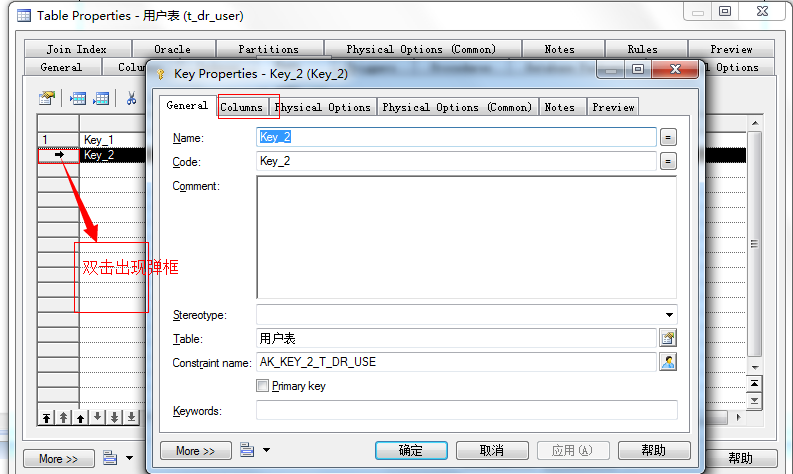 Table Properties - 用户表 (t_dr_user)
Join Index Oracle Partitions Physical Options (Common) Notes Rules Preview
General Options
Key Properties - Key_2 (Key_2)
General Columns Physical Options Physical Options (Common) Notes Preview
1 Key_1
Key_2
双击出现弹框
Name: Key_2 =
Code: Key_2 =
Comment:
Stereotype:
Table: 用户表
Constraint name: AK_KEY_2_T_DR_USE
Primary key
Keywords:
More >> 确定 取消 应用(A) 帮助
More >> 帮助